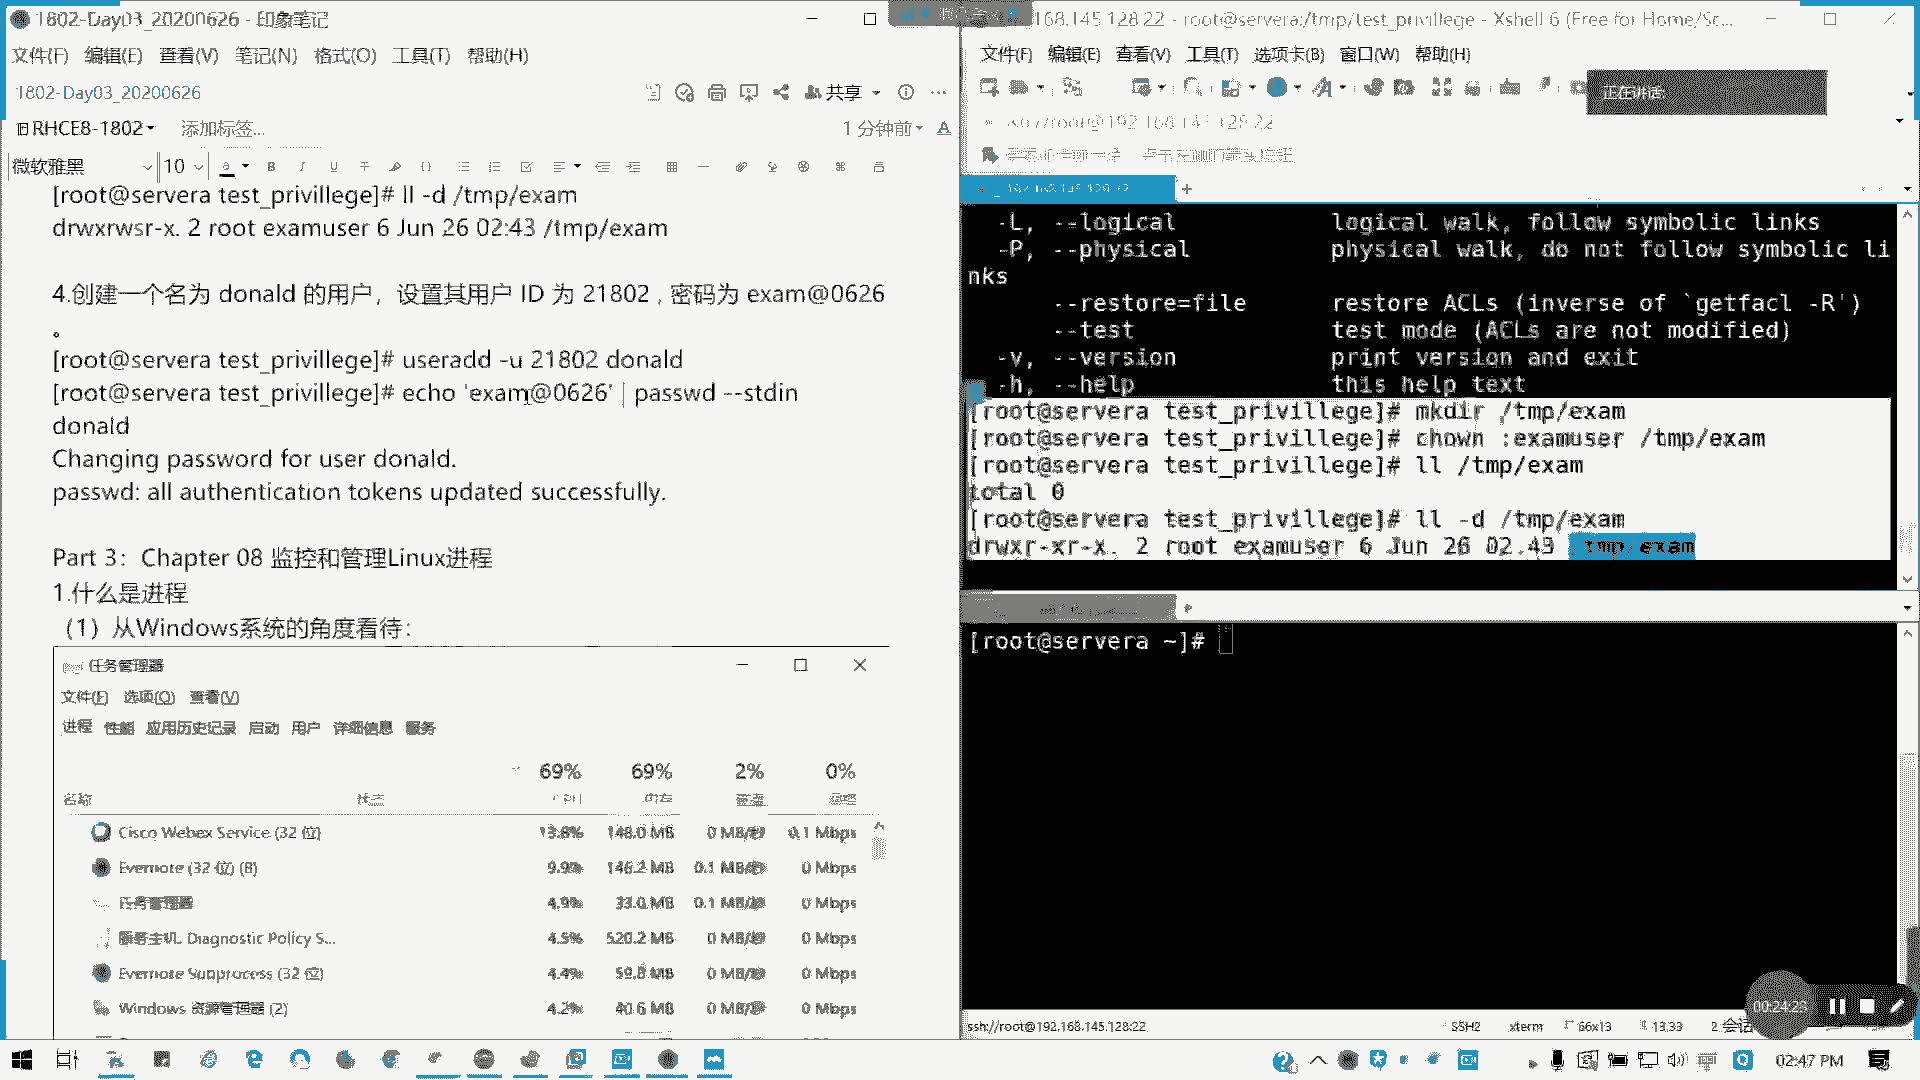 1802-Day03_20200626 - 印象笔记
文件(F) 编辑(E) 查看(V) 笔记(N) 格式(O) 工具(T) 帮助(H)
1802-Day03_20200626
共享
RHCE8-1802
添加标签...
1 分钟前
微软雅黑
10
[root@servera test_privillege]# ll -d /tmp/exam
drwxrwsr-x. 2 root examuser 6 Jun 26 02:43 /tmp/exam
4.创建一个名为 donald 的用户，设置其用户 ID 为 21802 , 密码为 exam@0626
。
[root@servera test_privillege]# useradd -u 21802 donald
[root@servera test_privillege]# echo 'exam@0626' | passwd --stdin
donald
Changing password for user donald.
passwd: all authentication tokens updated successfully.
Part 3：Chapter 08 监控和管理Linux进程
1.什么是进程
（1）从Windows系统的角度看待：
任务管理器
文件(F) 选项(O) 查看(V)
进程 性能 应用历史记录 启动 用户 详细信息 服务
69% 69% 2% 0%
名称 状态 CPU 内存 磁盘 网络
Cisco Webex Service (32 位) 13.8% 148.0 MB 0 MB/秒 0.1 Mbps
Evernote (32 位) (8) 9.9% 146.2 MB 0.1 MB/秒 0 Mbps
任务管理器 4.9% 33.0 MB 0.1 MB/秒 0 Mbps
服务主机: Diagnostic Policy S... 4.5% 520.2 MB 0 MB/秒 0 Mbps
Evernote Subprocess (32 位) 4.4% 59.8 MB 0 MB/秒 0 Mbps
Windows 资源管理器 (2) 4.2% 40.6 MB 0 MB/秒 0 Mbps
168.145.128:22 - root@servera:/tmp/test_privillege - Xshell 6 (Free for Home/Sc...
文件(F) 编辑(E) 查看(V) 工具(T) 选项卡(B) 窗口(W) 帮助(H)
正在讲话:
-L, --logical logical walk, follow symbolic links
-P, --physical physical walk, do not follow symbolic li
nks
--restore=file restore ACLs (inverse of `getfacl -R')
--test test mode (ACLs are not modified)
-v, --version print version and exit
-h, --help this help text
[root@servera test_privillege]# mkdir /tmp/exam
[root@servera test_privillege]# chown :examuser /tmp/exam
[root@servera test_privillege]# ll /tmp/exam
total 0
[root@servera test_privillege]# ll -d /tmp/exam
drwxr-xr-x. 2 root examuser 6 Jun 26 02:43 /tmp/exam
[root@servera ~]#
00:24:23
ssh://root@192.168.145.128:22 SSH2 xterm 66x13 13,33 2 会话
02:47 PM